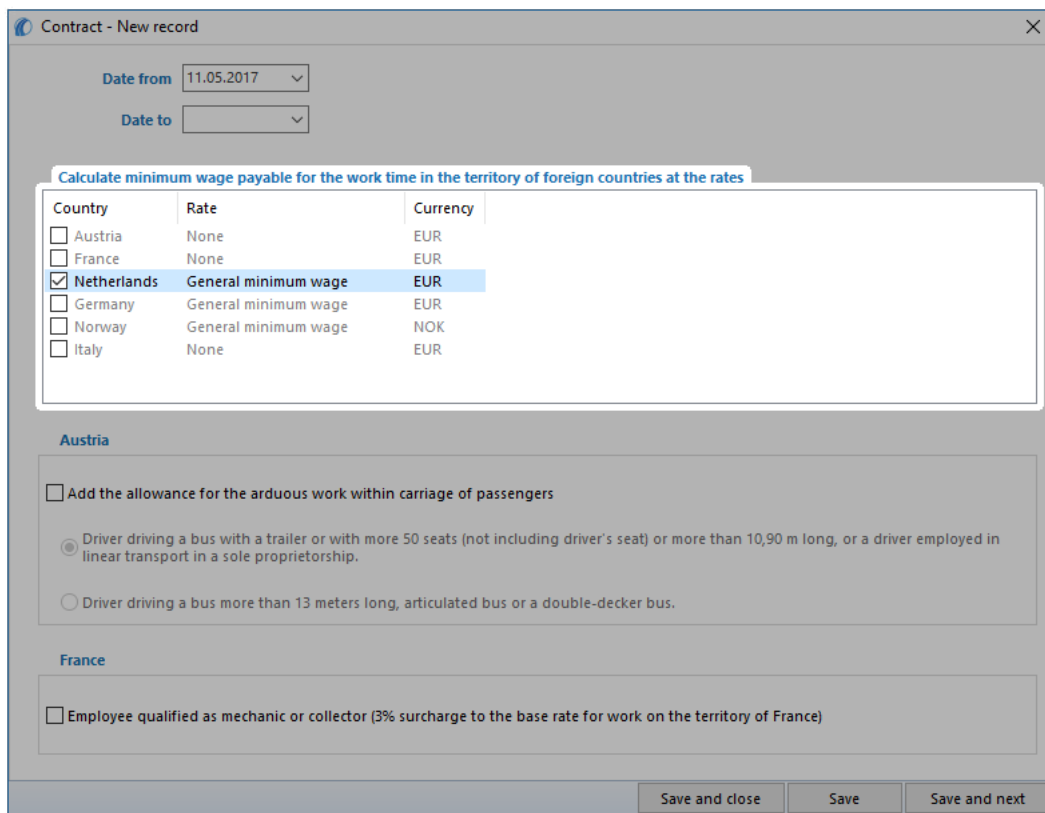 Contract - New record
Date from 11.05.2017
Date to
Calculate minimum wage payable for the work time in the territory of foreign countries at the rates
Country Rate Currency
Austria None EUR
France None EUR
Netherlands General minimum wage EUR
Germany General minimum wage EUR
Norway General minimum wage NOK
Italy None EUR
Austria
Add the allowance for the arduous work within carriage of passengers
Driver driving a bus with a trailer or with more 50 seats (not including driver's seat) or more than 10,90 m long, or a driver employed in
linear transport in a sole proprietorship.
Driver driving a bus more than 13 meters long, articulated bus or a double-decker bus.
France
Employee qualified as mechanic or collector (3% surcharge to the base rate for work on the territory of France)
Save and close Save Save and next